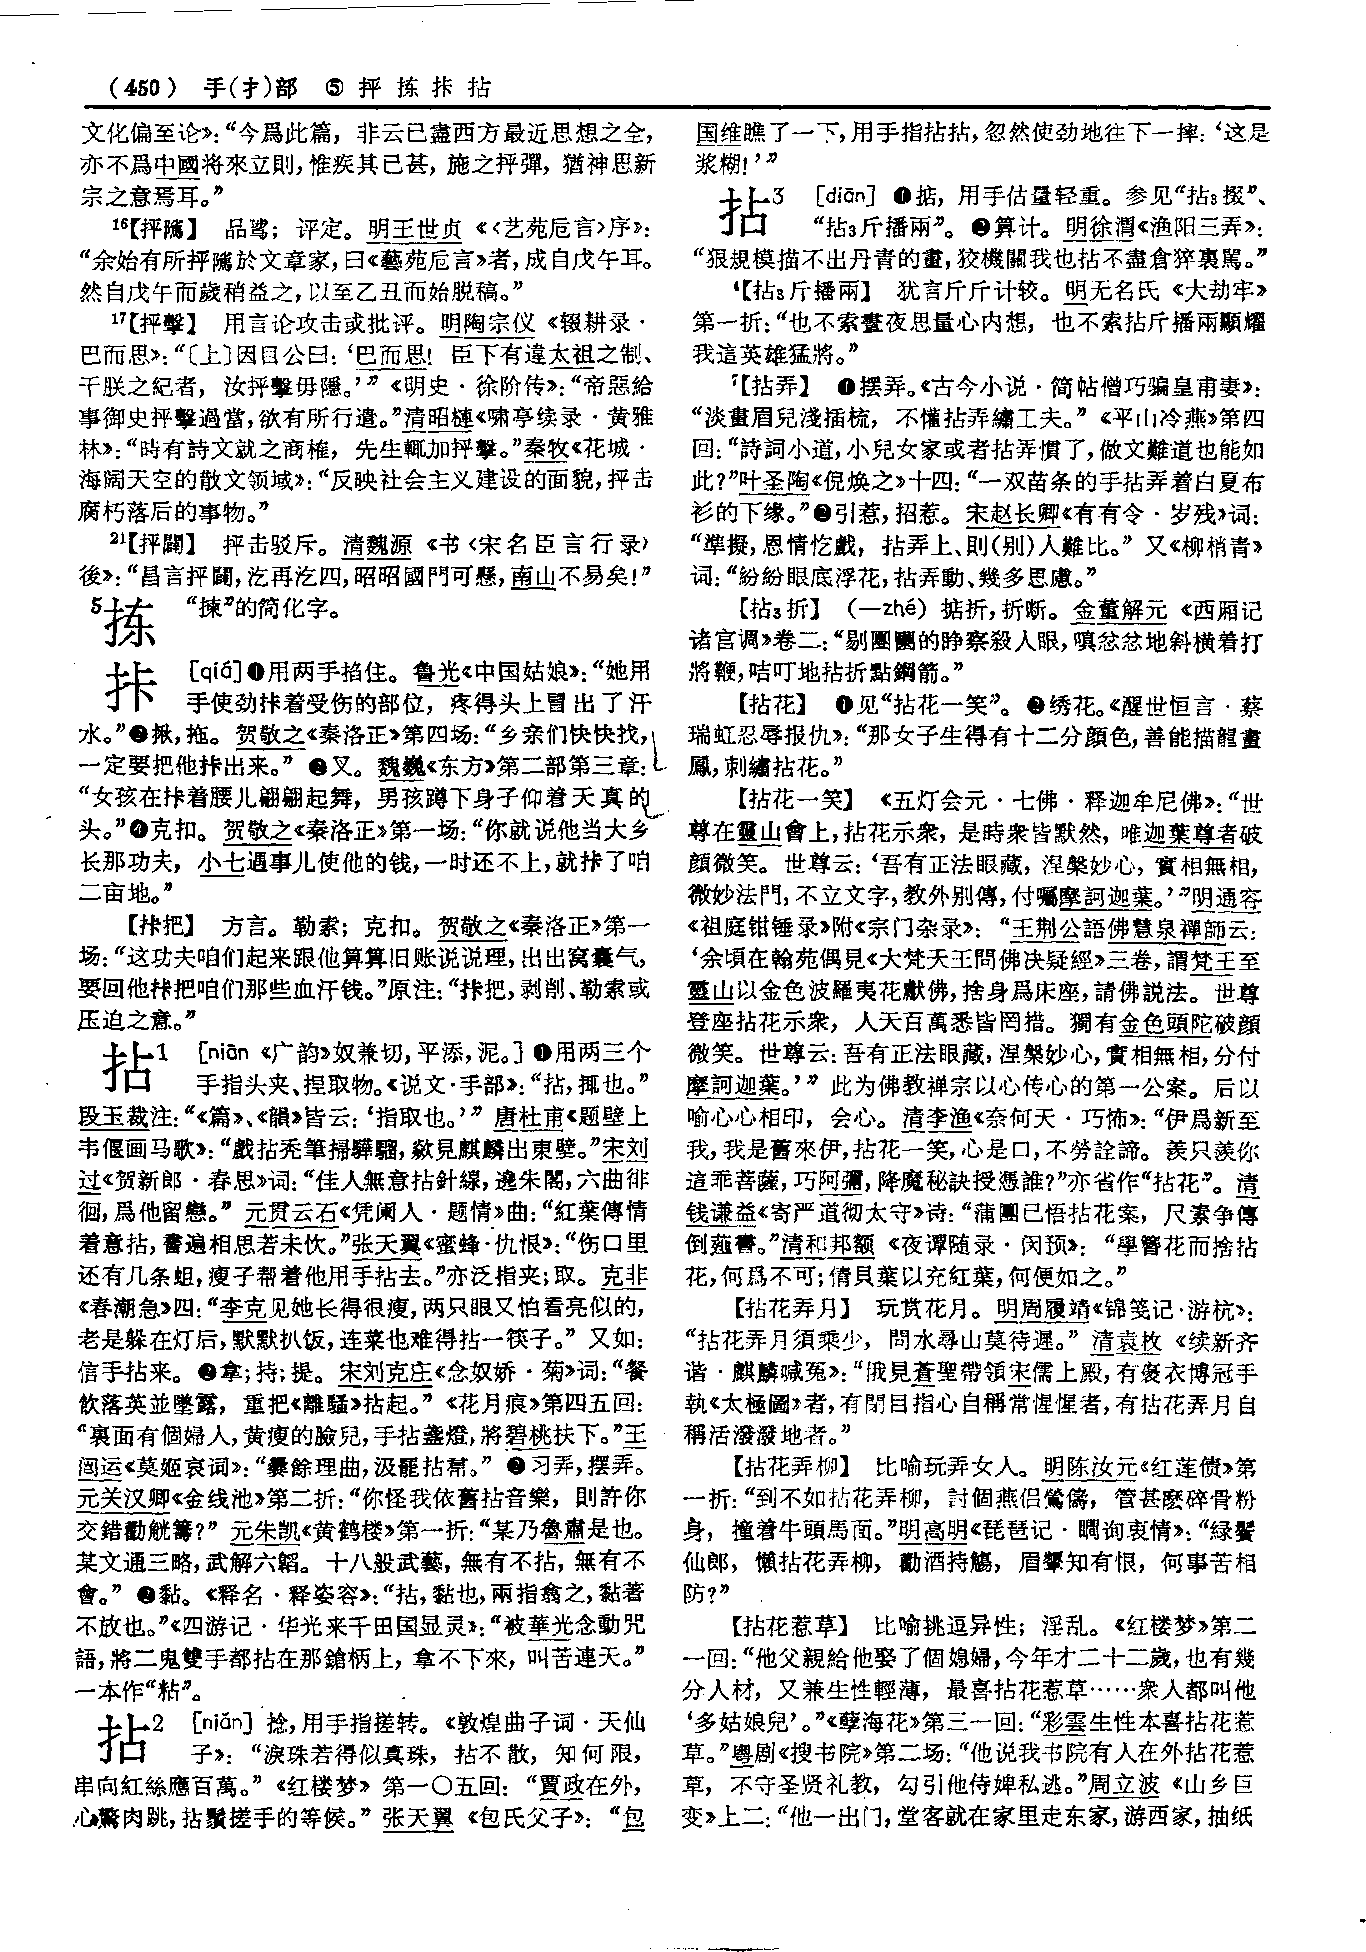 （450） 手(扌)部 ⑤ 抨 拣 拤 拈
文化偏至论》：“今爲此篇，非云已盡西方最近思想之全，
亦不爲中國将來立則，惟疾其已甚，施之抨彈，猶神思新
宗之意焉耳。”
16【抨隲】 品骘；评定。明王世贞《〈艺苑卮言〉序》：
“余始有所抨隲於文章家，曰《藝苑卮言》者，成自戊午耳。
然自戊午而歲稍益之，以至乙丑而始脱稿。”
17【抨擊】 用言论攻击或批评。明陶宗仪《辍耕录·
巴而思》：“〔上〕因目公曰：‘巴而思！臣下有違太祖之制、
干朕之紀者，汝抨擊毋隱。’”《明史·徐阶传》：“帝惡給
事御史抨擊過當，欲有所行遣。”清昭梿《啸亭续录·黄雅
林》：“時有詩文就之商榷，先生輒加抨擊。”秦牧《花城·
海阔天空的散文领域》：“反映社会主义建设的面貌，抨击
腐朽落后的事物。”
21【抨闢】 抨击驳斥。清魏源《书〈宋名臣言行录〉
後》：“昌言抨闢，汔再汔四，昭昭國門可懸，南山不易矣！”
5拣 “揀”的简化字。
拤 ［qiá］❶用两手掐住。鲁光《中国姑娘》：“她用
手使劲拤着受伤的部位，疼得头上冒出了汗
水。”❷揪，拖。贺敬之《秦洛正》第四场：“乡亲们快快找，
一定要把他拤出来。” ❸叉。魏巍《东方》第二部第三章：
“女孩在拤着腰儿翩翩起舞，男孩蹲下身子仰着天真的
头。”❹克扣。贺敬之《秦洛正》第一场：“你就说他当大乡
长那功夫，小七遇事儿使他的钱，一时还不上，就拤了咱
二亩地。”
【拤把】 方言。勒索；克扣。贺敬之《秦洛正》第一
场：“这功夫咱们起来跟他算算旧账说说理，出出窝囊气，
要回他拤把咱们那些血汗钱。”原注：“拤把，剥削、勒索或
压迫之意。”
拈1 ［niān《广韵》奴兼切，平添，泥。］❶用两三个
手指头夹、捏取物。《说文·手部》：“拈，㧗也。”
段玉裁注：“《篇》、《韻》皆云：‘指取也。’” 唐杜甫《题壁上
韦偃画马歌》：“戲拈秃筆掃驊騮，欻見麒麟出東壁。”宋刘
过《贺新郎·春思》词：“佳人無意拈針線，遶朱閣，六曲徘
徊，爲他留戀。” 元贯云石《凭阑人·题情》曲：“紅葉傳情
着意拈，書遍相思若未忺。”张天翼《蜜蜂·仇恨》：“伤口里
还有几条蛆，瘦子帮着他用手拈去。”亦泛指夹；取。克非
《春潮急》四：“李克见她长得很瘦，两只眼又怕看亮似的，
老是躲在灯后，默默扒饭，连菜也难得拈一筷子。” 又如：
信手拈来。❷拿；持；提。宋刘克庄《念奴娇·菊》词：“餐
飲落英並墜露，重把《離騷》拈起。”《花月痕》第四五回：
“裏面有個婦人，黄瘦的臉兒，手拈盞燈，將碧桃扶下。”王
闿运《莫姬哀词》：“爨餘理曲，汲罷拈幕。” ❸习弄，摆弄。
元关汉卿《金线池》第二折：“你怪我依舊拈音樂，則許你
交錯勸觥籌？” 元朱凯《黄鹤楼》第一折：“某乃魯肅是也。
某文通三略，武解六韜。十八般武藝，無有不拈，無有不
會。” ❹黏。《释名·释姿容》：“拈，黏也，兩指翕之，黏著
不放也。”《四游记·华光来千田国显灵》：“被華光念動咒
語，將二鬼雙手都拈在那鎗柄上，拿不下來，叫苦連天。”
一本作“粘”。
拈2 ［niǎn］捻，用手指搓转。《敦煌曲子词·天仙
子》：“淚珠若得似真珠，拈不散，知何限，
串向紅絲應百萬。”《红楼梦》第一〇五回：“賈政在外，
心驚肉跳，拈鬚搓手的等候。” 张天翼《包氏父子》：“包
国维瞧了一下，用手指拈拈，忽然使劲地往下一摔：‘这是
浆糊！’”
拈3 ［diān］❶掂，用手估量轻重。参见“拈3掇”、
“拈3斤播兩”。❷算计。明徐渭《渔阳三弄》：
“狠規模描不出丹青的畫，狡機關我也拈不盡倉猝裏駡。”
4【拈3斤播兩】 犹言斤斤计较。明无名氏《大劫牢》
第一折：“也不索晝夜思量心内想，也不索拈斤播兩顯耀
我這英雄猛將。”
7【拈弄】 ❶摆弄。《古今小说·简帖僧巧骗皇甫妻》：
“淡畫眉兒淺插梳，不懂拈弄繡工夫。”《平山冷燕》第四
回：“詩詞小道，小兒女家或者拈弄慣了，做文難道也能如
此？”叶圣陶《倪焕之》十四：“一双苗条的手拈弄着白夏布
衫的下缘。”❷引惹，招惹。宋赵长卿《有有令·岁残》词：
“準擬，恩情忔戲，拈弄上、則（别）人難比。” 又《柳梢青》
词：“紛紛眼底浮花，拈弄動、幾多思慮。”
【拈3折】（—zhé）掂折，折断。金董解元《西厢记
诸宫调》卷二：“剔團圞的睁察殺人眼，嗔忿忿地斜横着打
將鞭，咭叮地拈折點鋼箭。”
【拈花】 ❶见“拈花一笑”。❷绣花。《醒世恒言·蔡
瑞虹忍辱报仇》：“那女子生得有十二分顔色，善能描龍畫
鳳，刺繡拈花。”
【拈花一笑】《五灯会元·七佛·释迦牟尼佛》：“世
尊在靈山會上，拈花示衆，是時衆皆默然，唯迦葉尊者破
顔微笑。世尊云：‘吾有正法眼藏，涅槃妙心，實相無相，
微妙法門，不立文字，教外别傳，付囑摩訶迦葉。’”明通容
《祖庭钳锤录》附《宗门杂录》：“王荆公語佛慧泉禪師云：
‘余頃在翰苑偶見《大梵天王問佛決疑經》三卷，謂梵王至
靈山以金色波羅夷花獻佛，捨身爲床座，請佛説法。世尊
登座拈花示衆，人天百萬悉皆罔措。獨有金色頭陀破顔
微笑。世尊云：吾有正法眼藏，涅槃妙心，實相無相，分付
摩訶迦葉。’” 此为佛教禅宗以心传心的第一公案。后以
喻心心相印，会心。清李渔《奈何天·巧怖》：“伊爲新至
我，我是舊來伊，拈花一笑，心是口，不勞詮諦。羡只羡你
這乖菩薩，巧阿彌，降魔秘訣授憑誰？”亦省作“拈花”。清
钱谦益《寄严道彻太守》诗：“蒲團已悟拈花案，尺素争傳
倒薤書。”清和邦额《夜谭随录·闵预》：“學簪花而捨拈
花，何爲不可；倩貝葉以充紅葉，何便如之。”
【拈花弄月】 玩赏花月。明周履靖《锦笺记·游杭》：
“拈花弄月須乘少，問水尋山莫待遲。” 清袁枚《续新齐
谐·麒麟喊冤》：“俄見蒼聖帶領宋儒上殿，有褒衣博冠手
執《太極圖》者，有閉目指心自稱常惺惺者，有拈花弄月自
稱活潑潑地者。”
【拈花弄柳】 比喻玩弄女人。明陈汝元《红莲债》第
一折：“到不如拈花弄柳，討個燕侣鶯儔，管甚麽碎骨粉
身，撞着牛頭馬面。”明高明《琵琶记·瞯询衷情》：“緑鬢
仙郎，懶拈花弄柳，勸酒持觴，眉顰知有恨，何事苦相
防？”
【拈花惹草】 比喻挑逗异性；淫乱。《红楼梦》第二
一回：“他父親給他娶了個媳婦，今年才二十二歲，也有幾
分人材，又兼生性輕薄，最喜拈花惹草……衆人都叫他
‘多姑娘兒’。”《孽海花》第三一回：“彩雲生性本喜拈花惹
草。”粤剧《搜书院》第二场：“他说我书院有人在外拈花惹
草，不守圣贤礼教，勾引他侍婢私逃。”周立波《山乡巨
变》上二：“他一出门，堂客就在家里走东家，游西家，抽纸